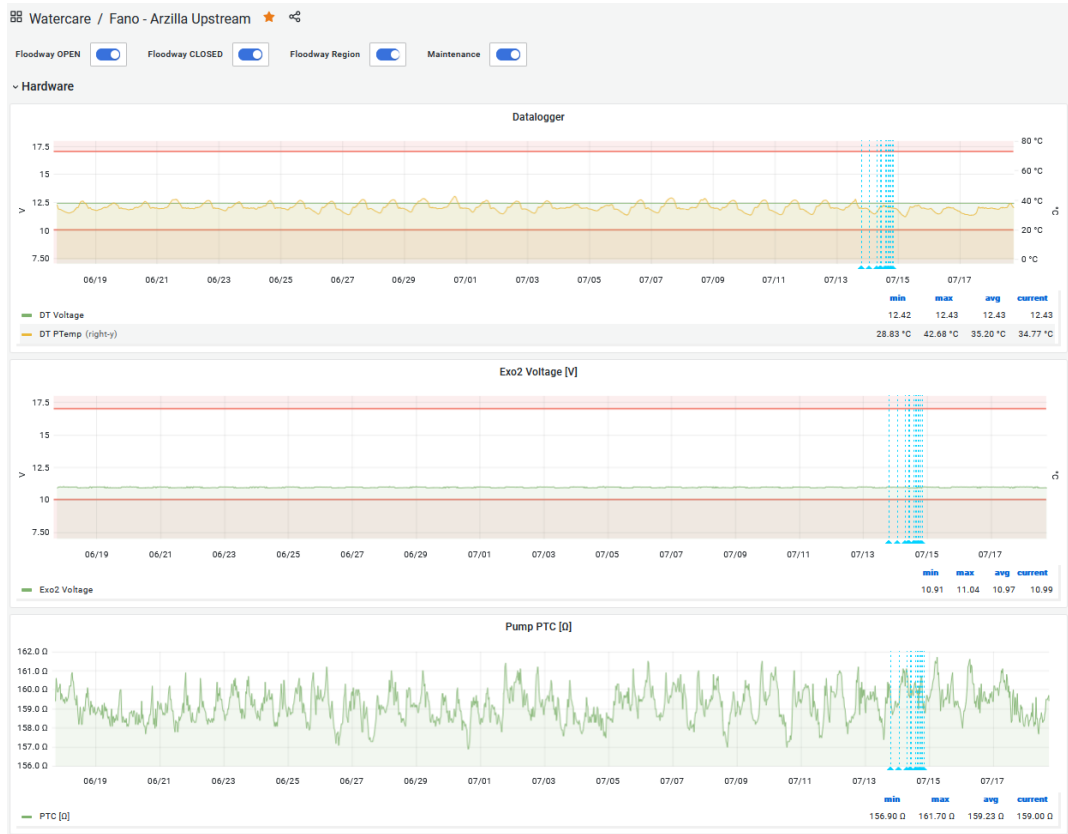 Watercare / Fano - Arzilla Upstream
Floodway OPEN Floodway CLOSED Floodway Region Maintenance
Hardware
Datalogger
17.5 80 °C
15 60 °C
12.5 40 °C
V °C
10 20 °C
7.50 0 °C
06/19 06/21 06/23 06/25 06/27 06/29 07/01 07/03 07/05 07/07 07/09 07/11 07/13 07/15 07/17
min max avg current
DT Voltage 12.42 12.43 12.43 12.43
DT PTemp (right-y) 28.83 °C 42.68 °C 35.20 °C 34.77 °C
Exo2 Voltage [V]
17.5
15
12.5
V °C
10
7.50
06/19 06/21 06/23 06/25 06/27 06/29 07/01 07/03 07/05 07/07 07/09 07/11 07/13 07/15 07/17
min max avg current
Exo2 Voltage 10.91 11.04 10.97 10.99
Pump PTC [Ω]
162.0 Ω
161.0 Ω
160.0 Ω
159.0 Ω
158.0 Ω
157.0 Ω
156.0 Ω
06/19 06/21 06/23 06/25 06/27 06/29 07/01 07/03 07/05 07/07 07/09 07/11 07/13 07/15 07/17
min max avg current
PTC [Ω] 156.90 Ω 161.70 Ω 159.23 Ω 159.00 Ω